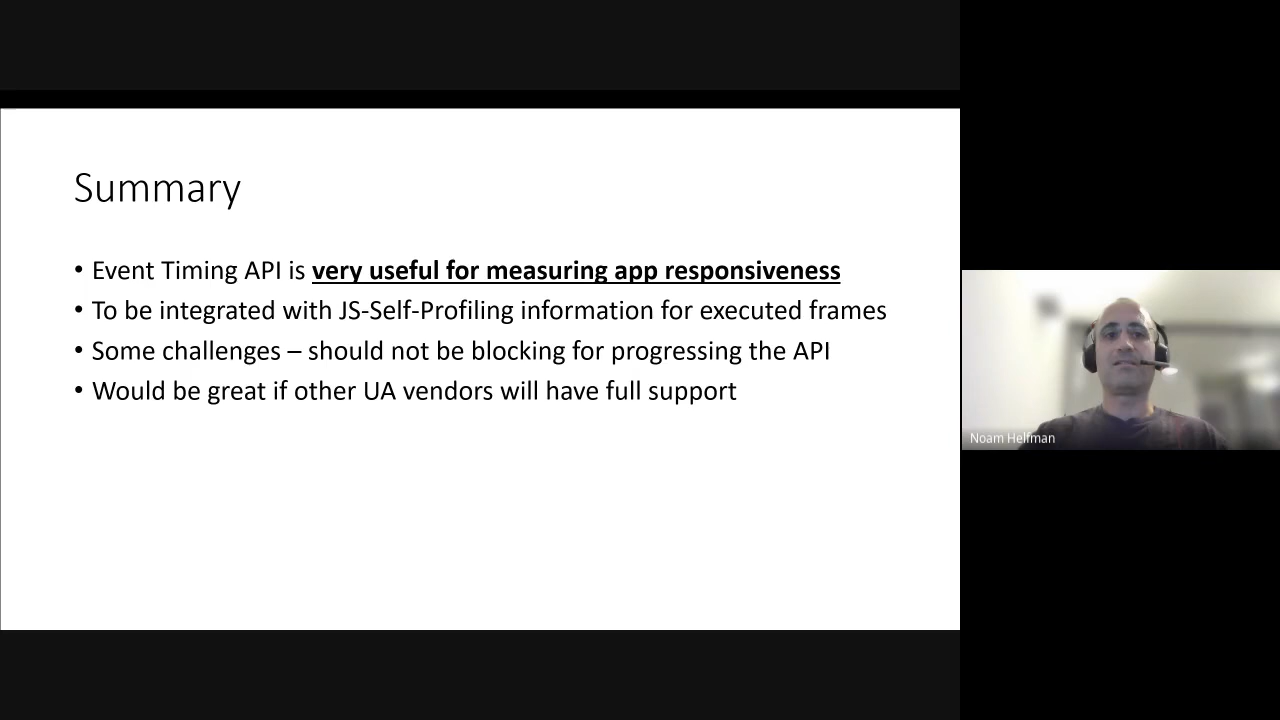 Summary
• Event Timing API is very useful for measuring app responsiveness
• To be integrated with JS-Self-Profiling information for executed frames
• Some challenges – should not be blocking for progressing the API
• Would be great if other UA vendors will have full support
Noam Helfman